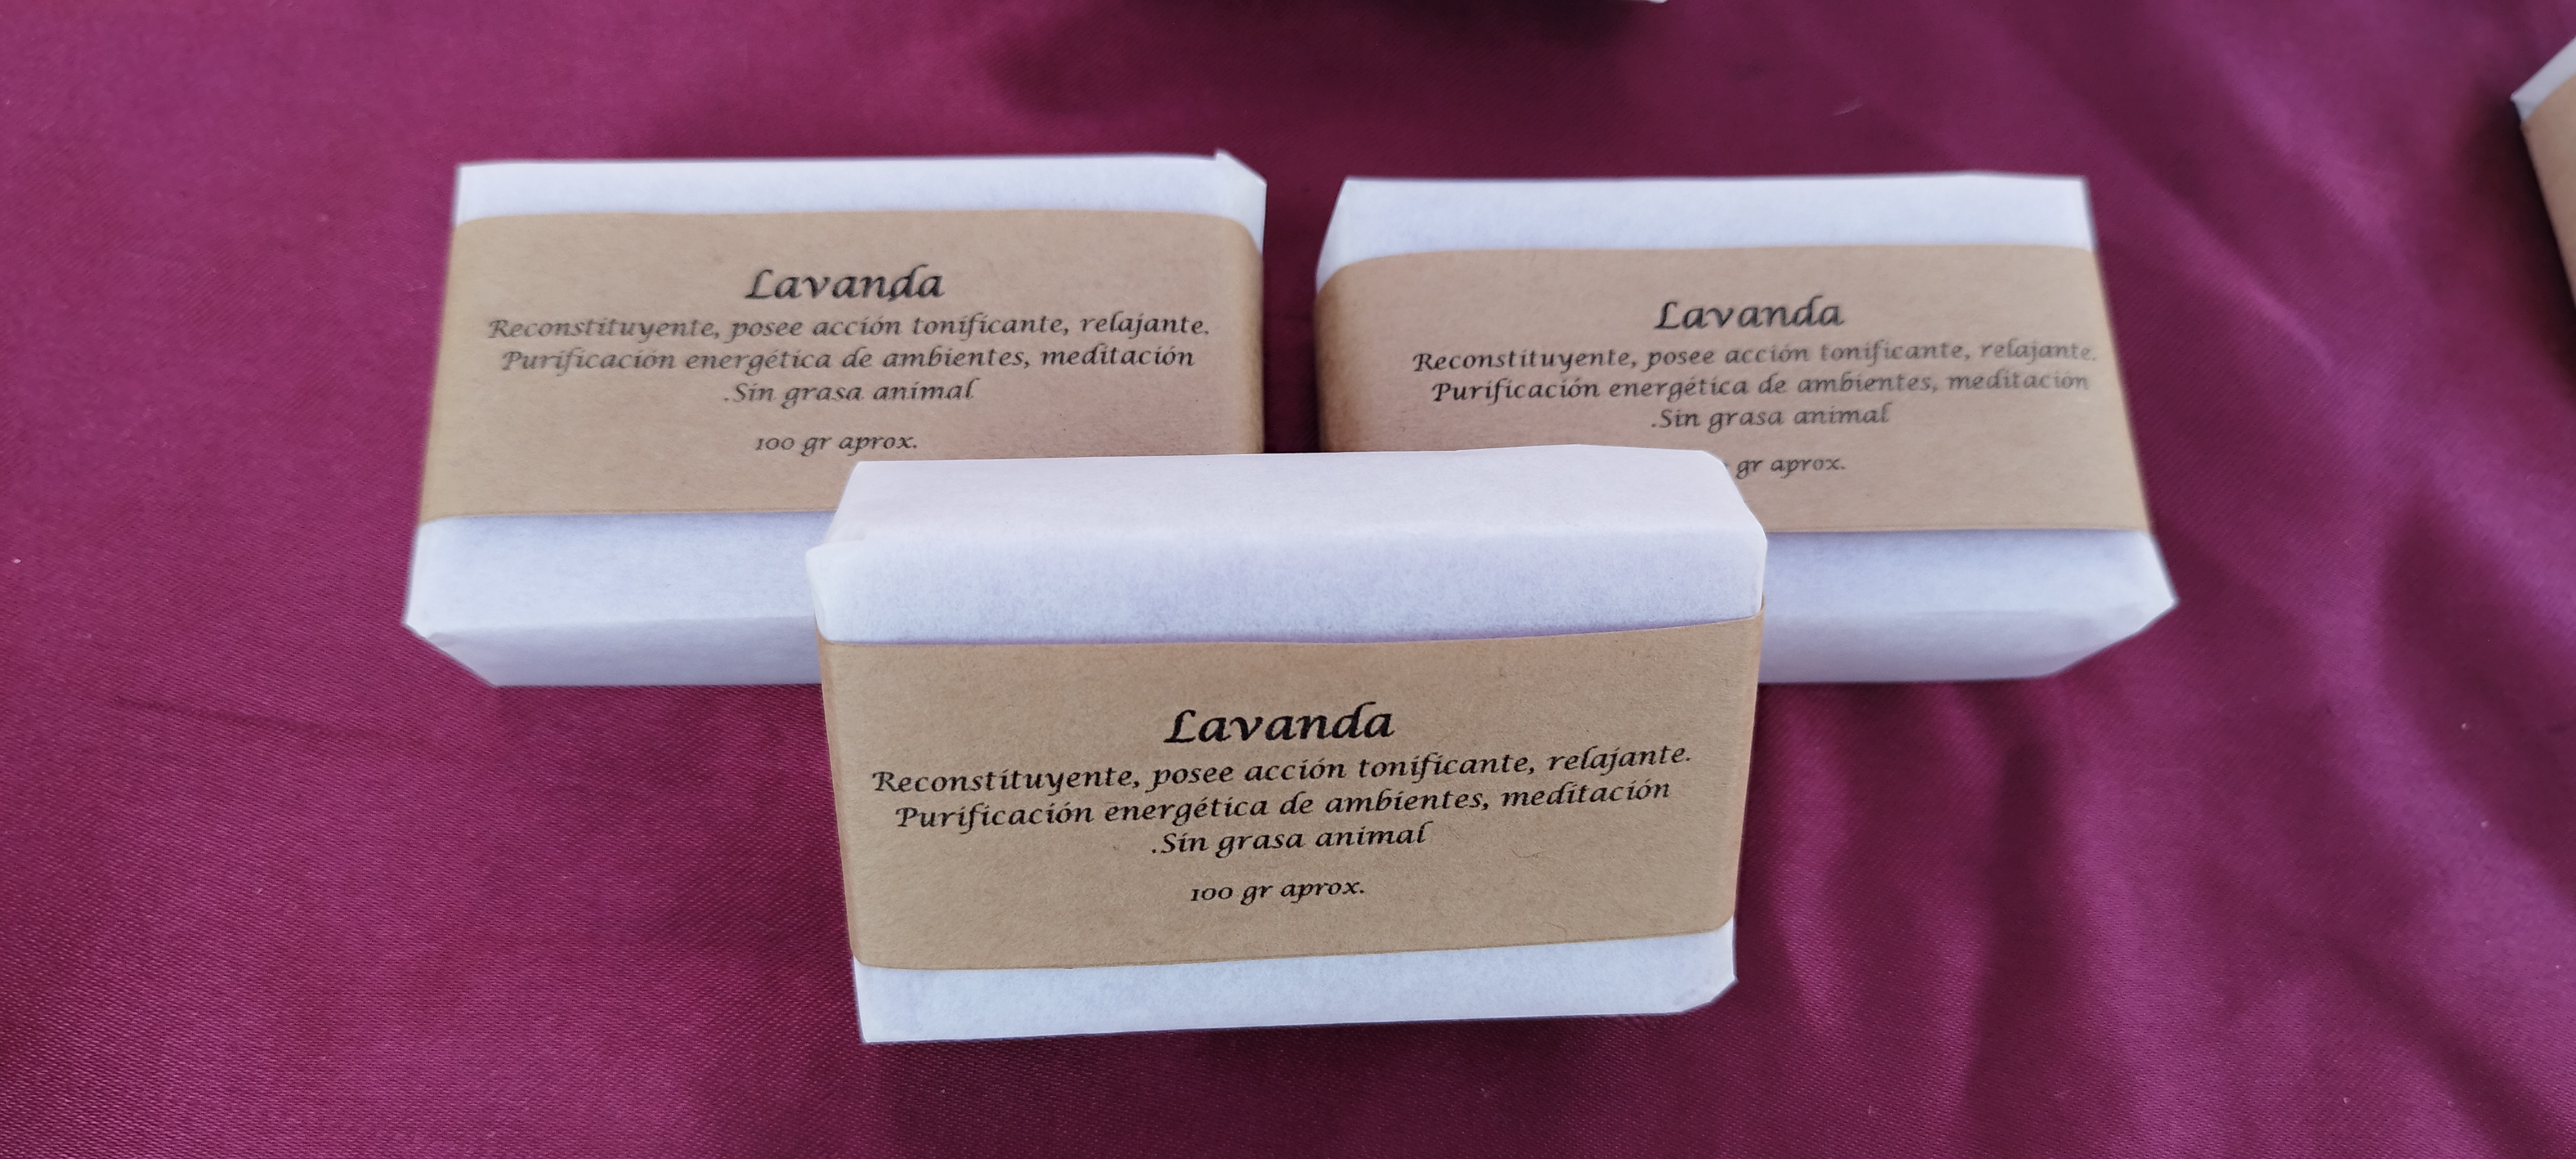 Lavanda
Reconstituyente, posee acción tonificante, relajante.
Purificación energética de ambientes, meditación
.Sin grasa animal
100 gr aprox.
Lavanda
Reconstituyente, posee acción tonificante, relajante.
Purificación energética de ambientes, meditación
.Sin grasa animal
gr aprox.
Lavanda
Reconstituyente, posee acción tonificante, relajante.
Purificación energética de ambientes, meditación
.Sin grasa animal
100 gr aprox.